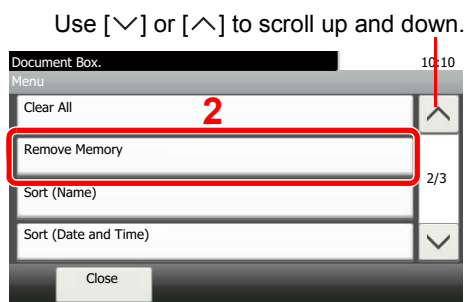 Use [∨] or [∧] to scroll up and down.
Document Box.
10:10
Menu
Clear All
2
Remove Memory
2/3
Sort (Name)
Sort (Date and Time)
Close